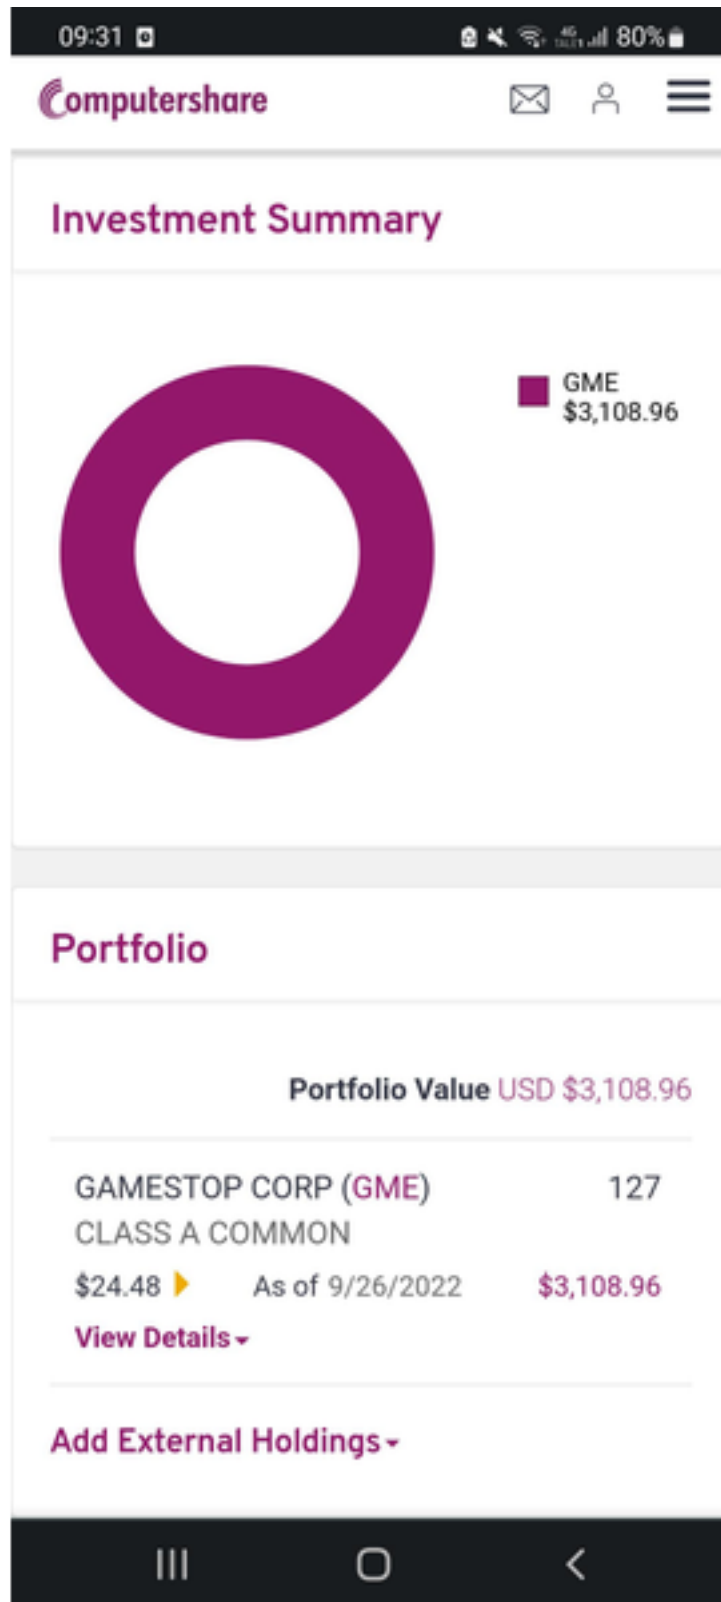 09:31
80%
Computershare
Investment Summary
GME
$3,108.96
Portfolio
Portfolio Value USD $3,108.96
GAMESTOP CORP (GME) 127
CLASS A COMMON
$24.48 As of 9/26/2022 $3,108.96
View Details
Add External Holdings